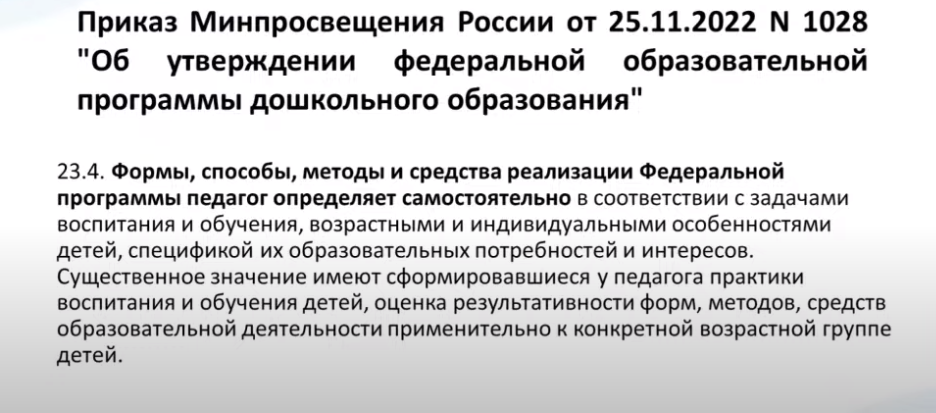 Приказ Минпросвещения России от 25.11.2022 N 1028
"Об утверждении федеральной образовательной
программы дошкольного образования"
23.4. Формы, способы, методы и средства реализации Федеральной
программы педагог определяет самостоятельно в соответствии с задачами
воспитания и обучения, возрастными и индивидуальными особенностями
детей, спецификой их образовательных потребностей и интересов.
Существенное значение имеют сформировавшиеся у педагога практики
воспитания и обучения детей, оценка результативности форм, методов, средств
образовательной деятельности применительно к конкретной возрастной группе
детей.